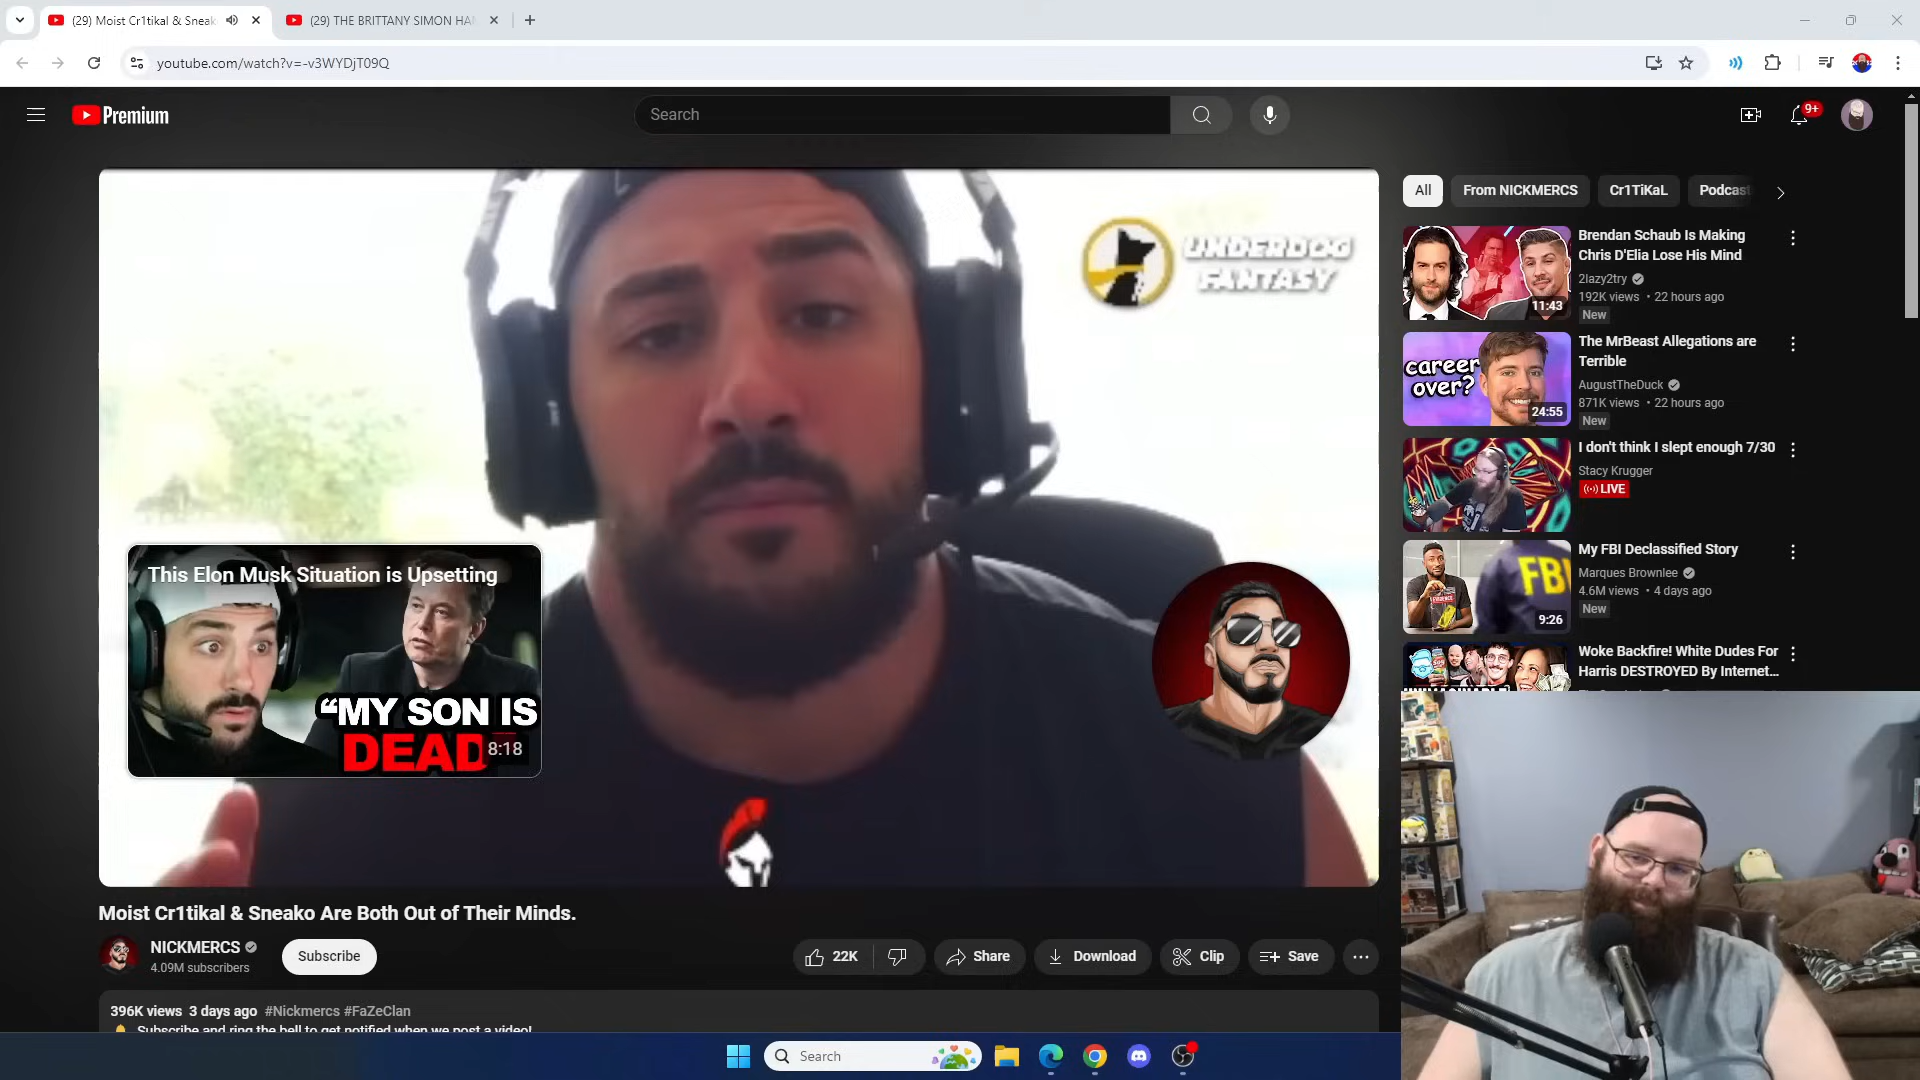 (29) Moist Cr1tikal & Sneak
(29) THE BRITTANY SIMON HA
youtube.com/watch?v=-v3WYDjT09Q
Premium
Search
9+
UNDERDOG
FANTASY
This Elon Musk Situation is Upsetting
“MY SON IS
DEAD
8:18
All
From NICKMERCS
Cr1TiKaL
Podcast
Brendan Schaub Is Making
Chris D'Elia Lose His Mind
2lazy2try
192K views • 22 hours ago
New
11:43
The MrBeast Allegations are
Terrible
AugustTheDuck
871K views • 22 hours ago
New
career
over?
24:55
I don't think I slept enough 7/30
Stacy Krugger
LIVE
My FBI Declassified Story
Marques Brownlee
4.6M views • 4 days ago
New
FBI
9:26
Woke Backfire! White Dudes For
Harris DESTROYED By Internet...
Moist Cr1tikal & Sneako Are Both Out of Their Minds.
NICKMERCS
4.09M subscribers
Subscribe
22K
Share
Download
Clip
Save
396K views 3 days ago #Nickmercs #FaZeClan
Subscribe and ring the bell to get notified when we post a video!
Search